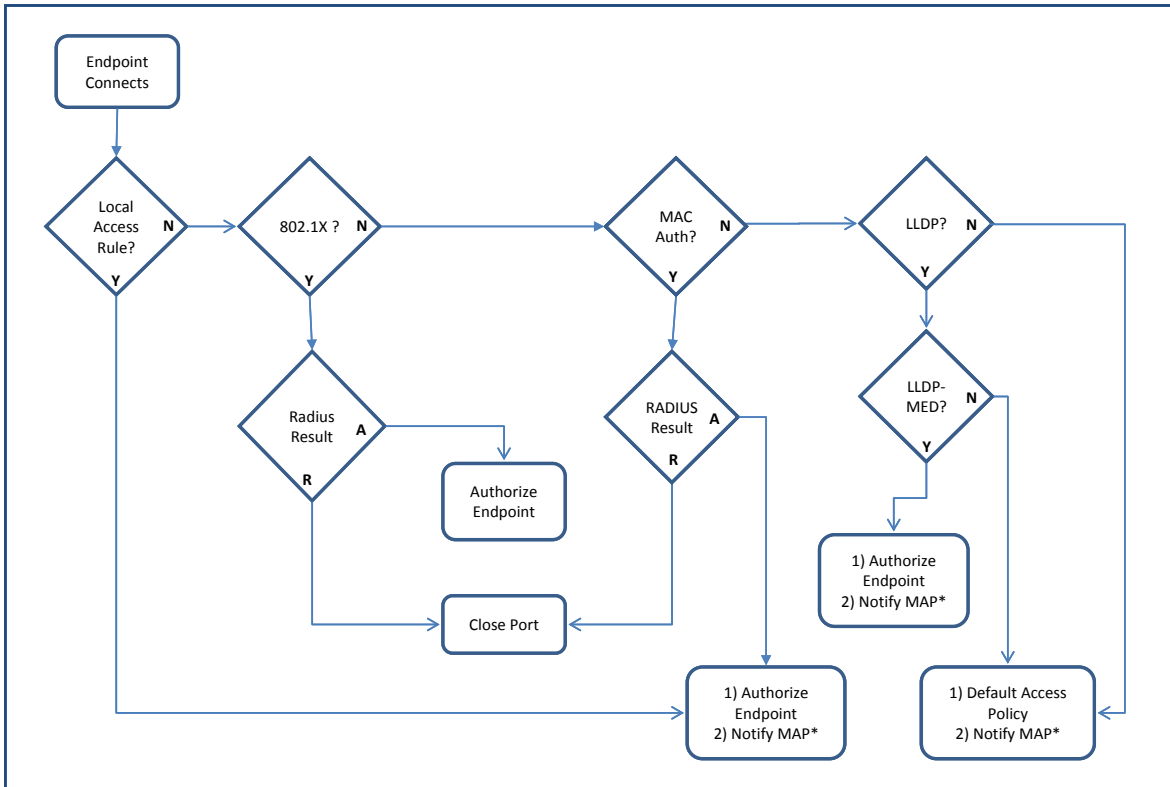 Endpoint
Connects
Local
Access
Rule?
N
Y
802.1X ?
N
Y
MAC
Auth?
N
Y
LLDP?
N
Y
Radius
Result
A
R
RADIUS
Result
A
R
LLDP-
MED?
N
Y
Authorize
Endpoint
1) Authorize
Endpoint
2) Notify MAP*
Close Port
1) Authorize
Endpoint
2) Notify MAP*
1) Default Access
Policy
2) Notify MAP*